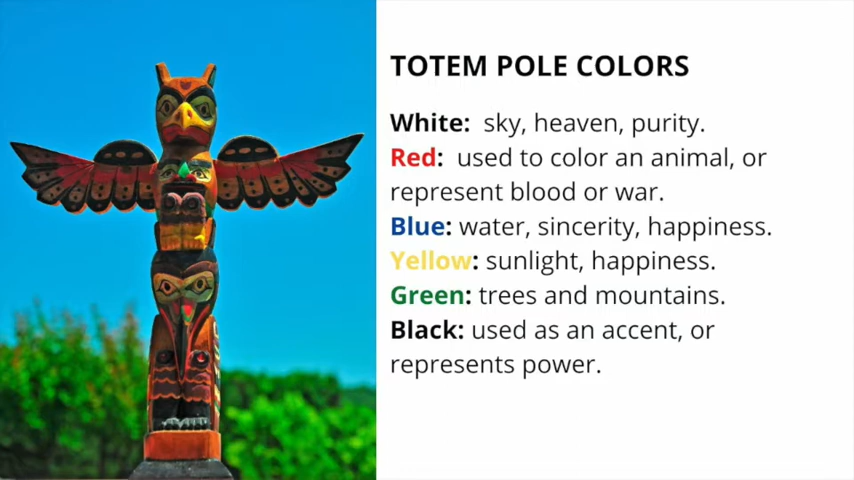 TOTEM POLE COLORS
White: sky, heaven, purity.
Red: used to color an animal, or
represent blood or war.
Blue: water, sincerity, happiness.
Yellow: sunlight, happiness.
Green: trees and mountains.
Black: used as an accent, or
represents power.